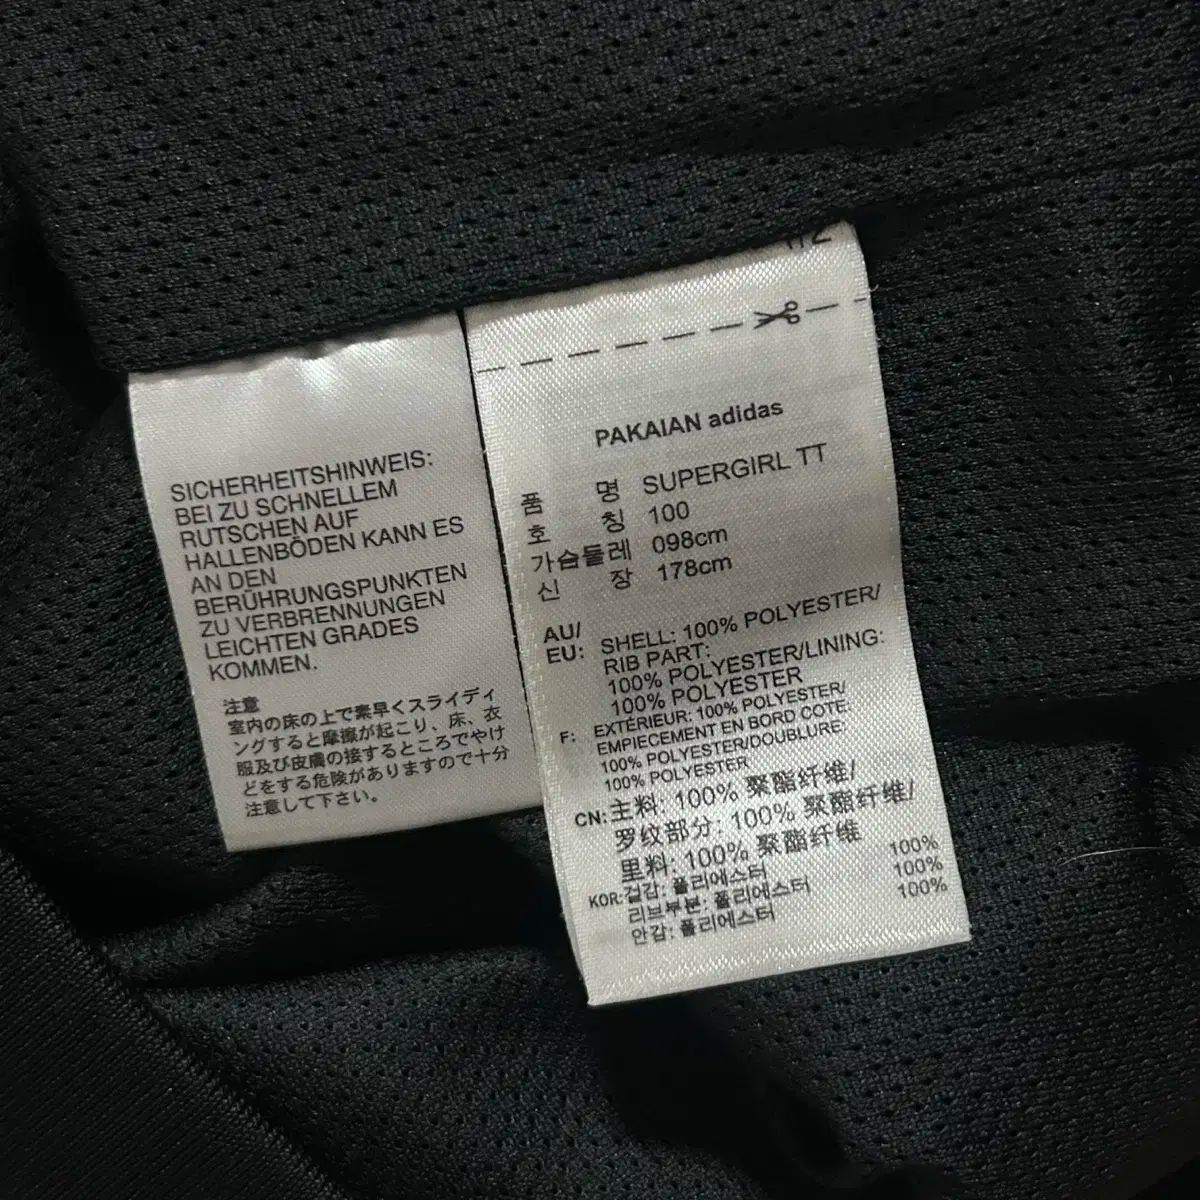 SICHERHEITSHINWEIS:
BEI ZU SCHNELLEM
RUTSCHEN AUF
HALLENBÖDEN KANN ES
AN DEN
BERÜHRUNGSPUNKTEN
ZU VERBRENNUNGEN
LEICHTEN GRADES
KOMMEN.
注意
室内の床の上で素早くスライディ
ングすると摩擦が起こり、床、衣
服及び皮膚の接するところでやけ
どをする危険がありますので十分
注意して下さい。
PAKAIAN adidas
품 명 SUPERGIRL TT
호 칭 100
가슴둘레 098cm
신 장 178cm
AU/
EU: SHELL: 100% POLYESTER/
RIB PART:
100% POLYESTER/LINING:
100% POLYESTER
F: EXTÉRIEUR: 100% POLYESTER/
EMPIECEMENT EN BORD COTE:
100% POLYESTER/DOUBLURE:
100% POLYESTER
CN: 主料: 100% 聚酯纤维/
罗纹部分: 100% 聚酯纤维/
里料: 100% 聚酯纤维
KOR: 겉감: 폴리에스터 100%
리브부분: 폴리에스터 100%
안감: 폴리에스터 100%